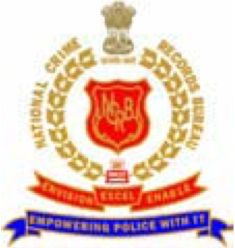 NATIONAL CRIME RECORDS BUREAU
NCRB
ENVISION EXCEL ENABLE
EMPOWERING POLICE WITH IT